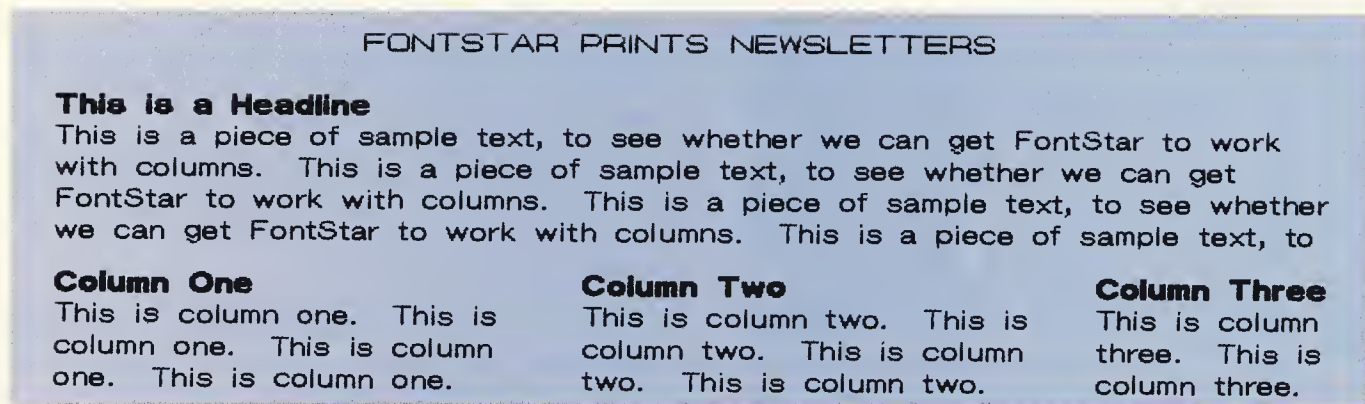 FONTSTAR PRINTS NEWSLETTERS
This is a Headline
This is a piece of sample text, to see whether we can get FontStar to work
with columns. This is a piece of sample text, to see whether we can get
FontStar to work with columns. This is a piece of sample text, to see whether
we can get FontStar to work with columns. This is a piece of sample text, to
Column One
This is column one. This is
column one. This is column
one. This is column one.
Column Two
This is column two. This is
column two. This is column
two. This is column two.
Column Three
This is column
three. This is
column three.